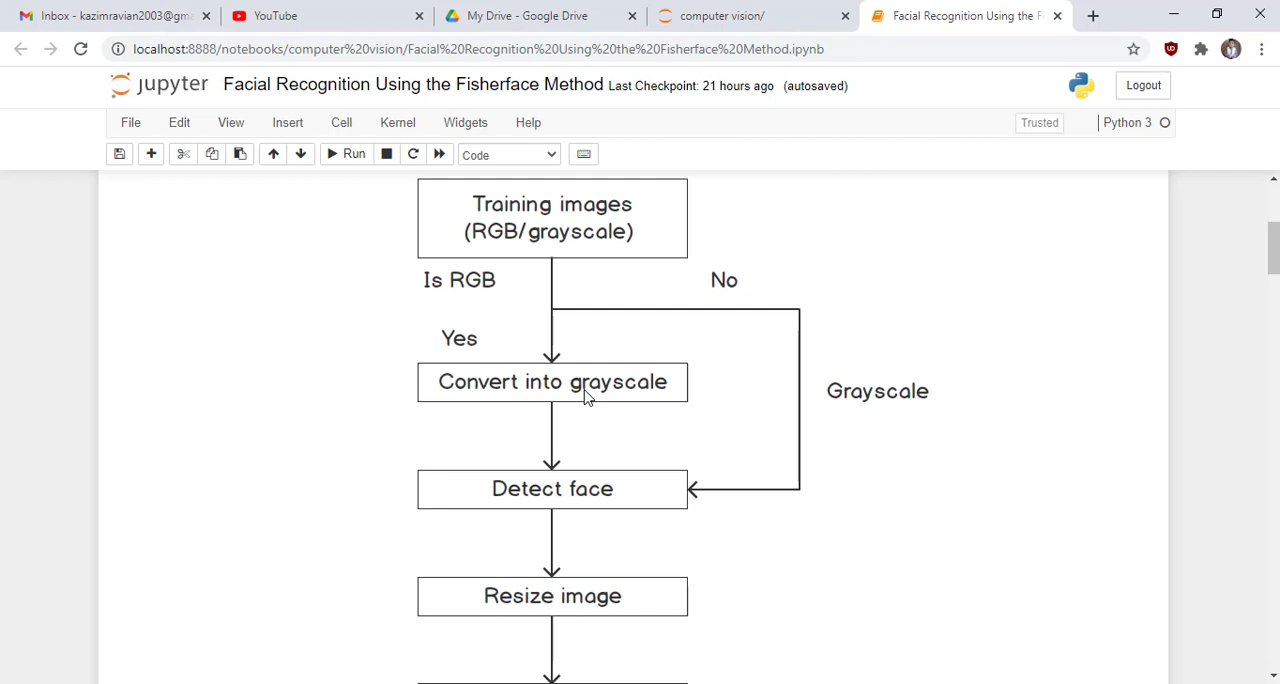 Inbox - kazimravian2003@gma
YouTube
My Drive - Google Drive
computer vision/
Facial Recognition Using the F
localhost:8888/notebooks/computer%20vision/Facial%20Recognition%20Using%20the%20Fisherface%20Method.ipynb
jupyter Facial Recognition Using the Fisherface Method Last Checkpoint: 21 hours ago (autosaved)
Logout
File Edit View Insert Cell Kernel Widgets Help
Trusted
Python 3
Run
Code
Training images
(RGB/grayscale)
Is RGB
No
Yes
Convert into grayscale
Grayscale
Detect face
Resize image